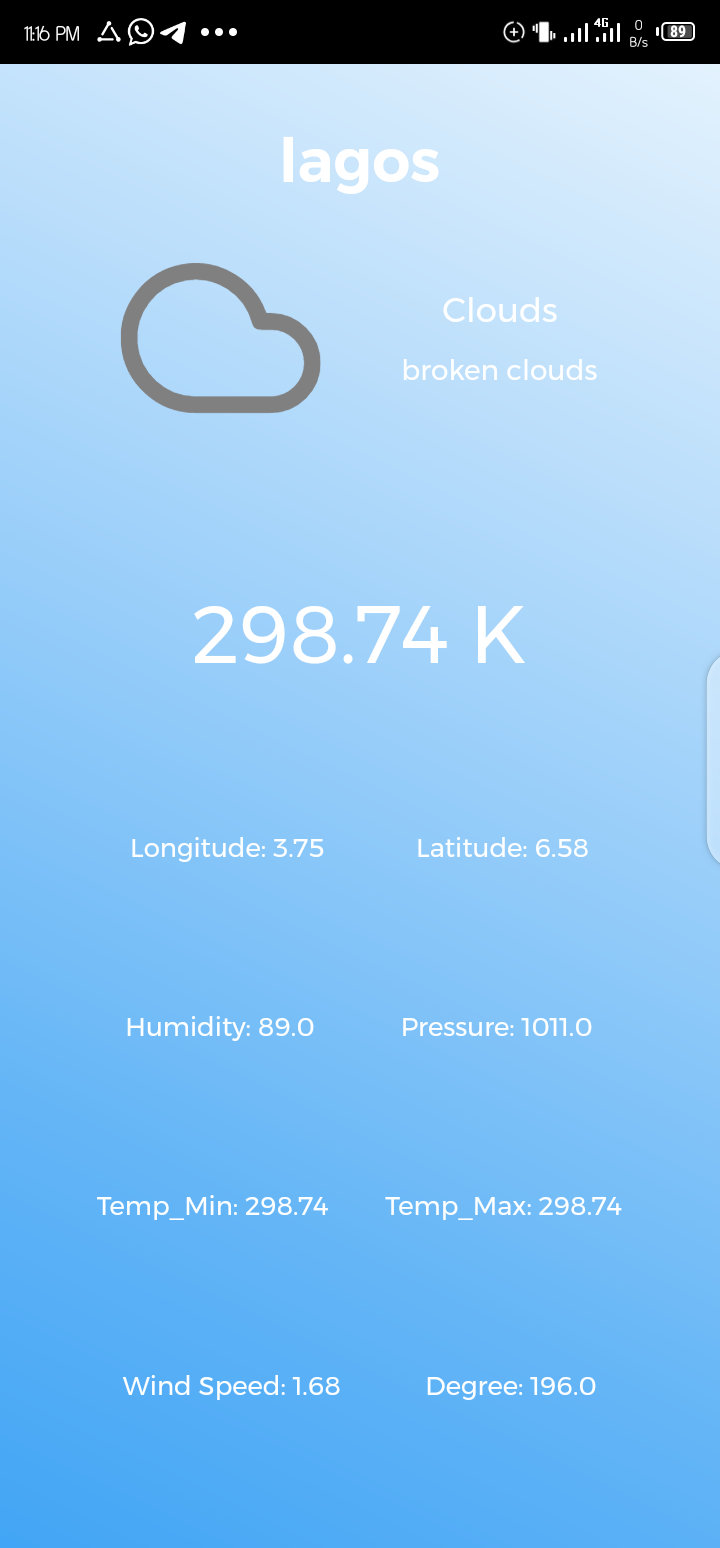 11:16 PM 4G 0 B/s 89
lagos
Clouds
broken clouds
298.74 K
Longitude: 3.75 Latitude: 6.58
Humidity: 89.0 Pressure: 1011.0
Temp_Min: 298.74 Temp_Max: 298.74
Wind Speed: 1.68 Degree: 196.0